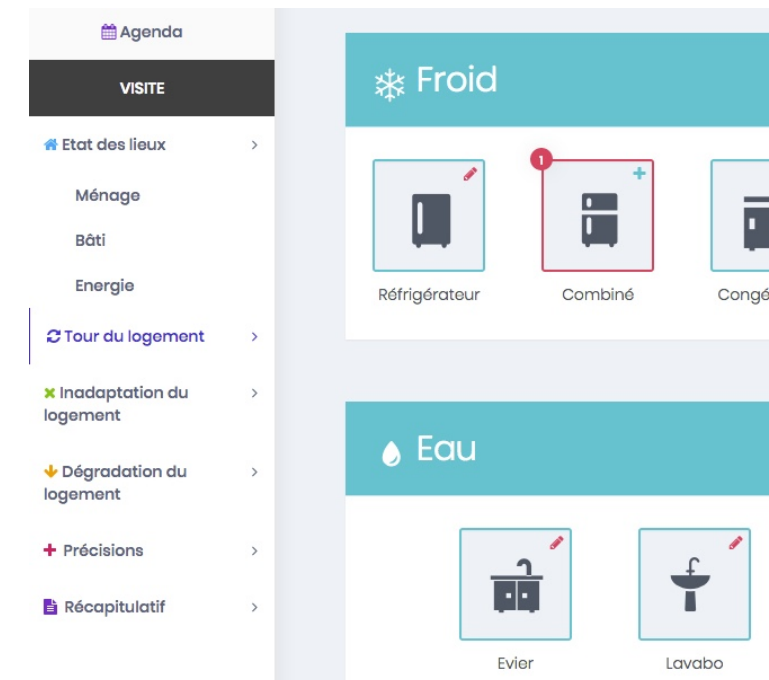 Agenda
VISITE
Etat des lieux
Ménage
Bâti
Energie
Tour du logement
Inadaptation du
logement
Dégradation du
logement
Précisions
Récapitulatif
Froid
1
Réfrigérateur
Combiné
Congé
Eau
Evier
Lavabo